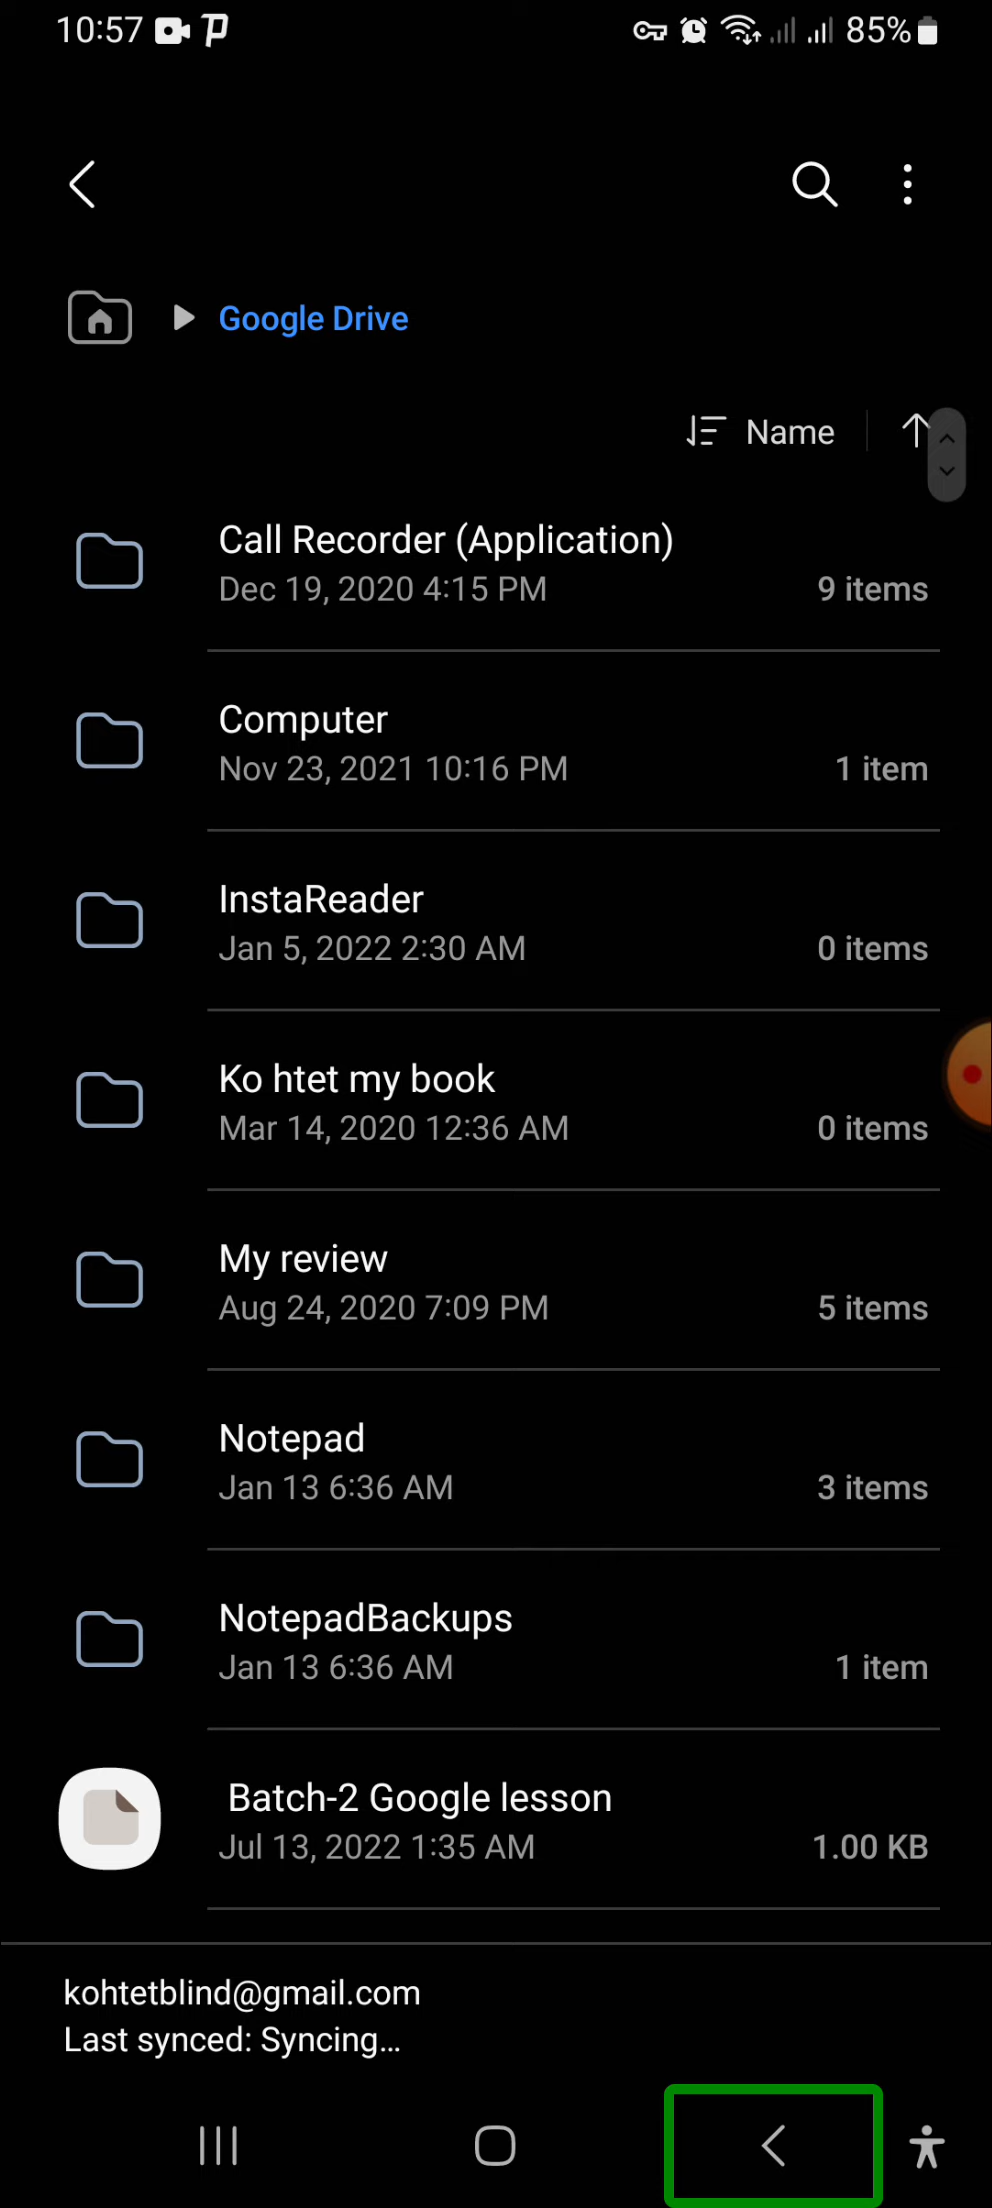 10:57
85%
Google Drive
Name
Call Recorder (Application)
Dec 19, 2020 4:15 PM 9 items
Computer
Nov 23, 2021 10:16 PM 1 item
InstaReader
Jan 5, 2022 2:30 AM 0 items
Ko htet my book
Mar 14, 2020 12:36 AM 0 items
My review
Aug 24, 2020 7:09 PM 5 items
Notepad
Jan 13 6:36 AM 3 items
NotepadBackups
Jan 13 6:36 AM 1 item
Batch-2 Google lesson
Jul 13, 2022 1:35 AM 1.00 KB
kohtetblind@gmail.com
Last synced: Syncing...